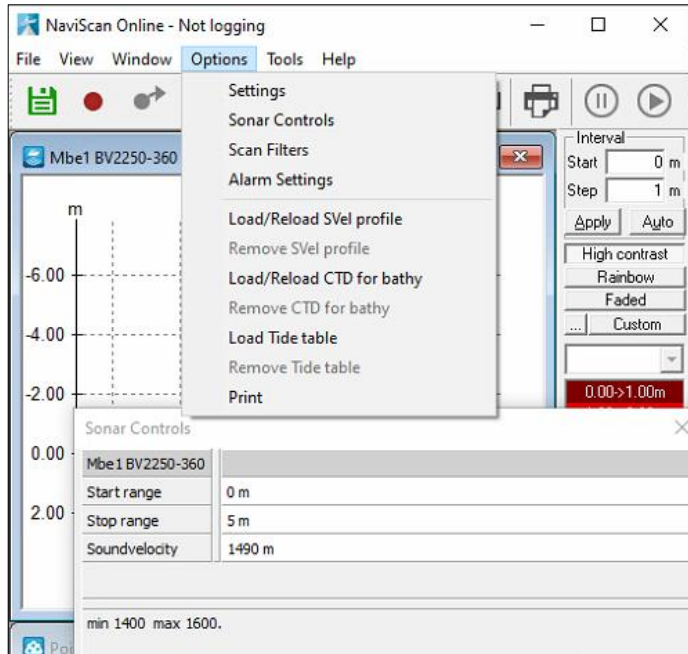 NaviScan Online - Not logging
File View Window Options Tools Help
Settings
Sonar Controls
Scan Filters
Alarm Settings
Load/Reload SVel profile
Remove SVel profile
Load/Reload CTD for bathy
Remove CTD for bathy
Load Tide table
Remove Tide table
Print
Mbe1 BV2250-360
m
-6.00
-4.00
-2.00
0.00
2.00
Interval
Start 0 m
Step 1 m
Apply Auto
High contrast
Rainbow
Faded
... Custom
0.00->1.00m
Sonar Controls
Mbe1 BV2250-360
Start range 0 m
Stop range 5 m
Soundvelocity 1490 m
min 1400 max 1600.